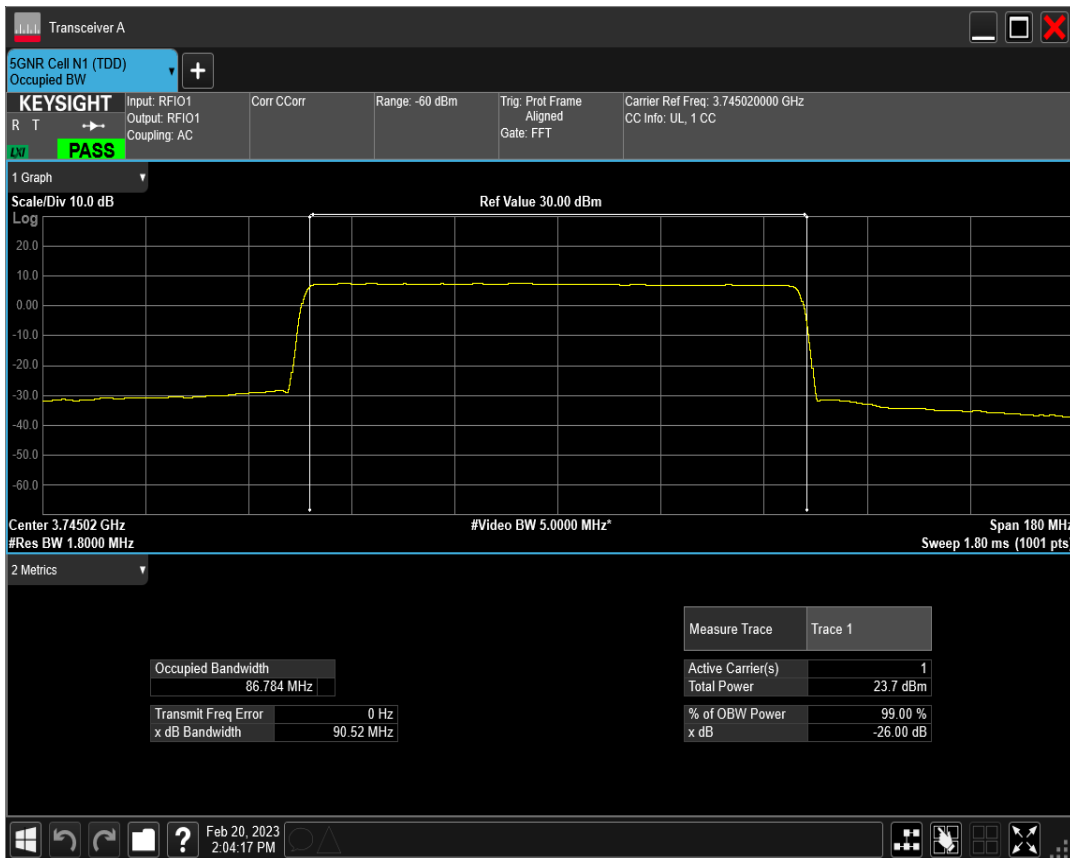 Transceiver A
5GNR Cell N1 (TDD)
Occupied BW
KEYSIGHT
R T
LXI
PASS
Input: RFIO1
Output: RFIO1
Coupling: AC
Corr CCorr
Range: -60 dBm
Trig: Prot Frame
Aligned
Gate: FFT
Carrier Ref Freq: 3.745020000 GHz
CC Info: UL, 1 CC
1 Graph
Scale/Div 10.0 dB
Ref Value 30.00 dBm
Log
20.0
10.0
0.00
-10.0
-20.0
-30.0
-40.0
-50.0
-60.0
Center 3.74502 GHz
#Video BW 5.0000 MHz*
Span 180 MHz
#Res BW 1.8000 MHz
Sweep 1.80 ms (1001 pts)
2 Metrics
Measure Trace Trace 1
Occupied Bandwidth
86.784 MHz
Active Carrier(s) 1
Total Power 23.7 dBm
Transmit Freq Error 0 Hz
x dB Bandwidth 90.52 MHz
% of OBW Power 99.00 %
x dB -26.00 dB
?
Feb 20, 2023
2:04:17 PM